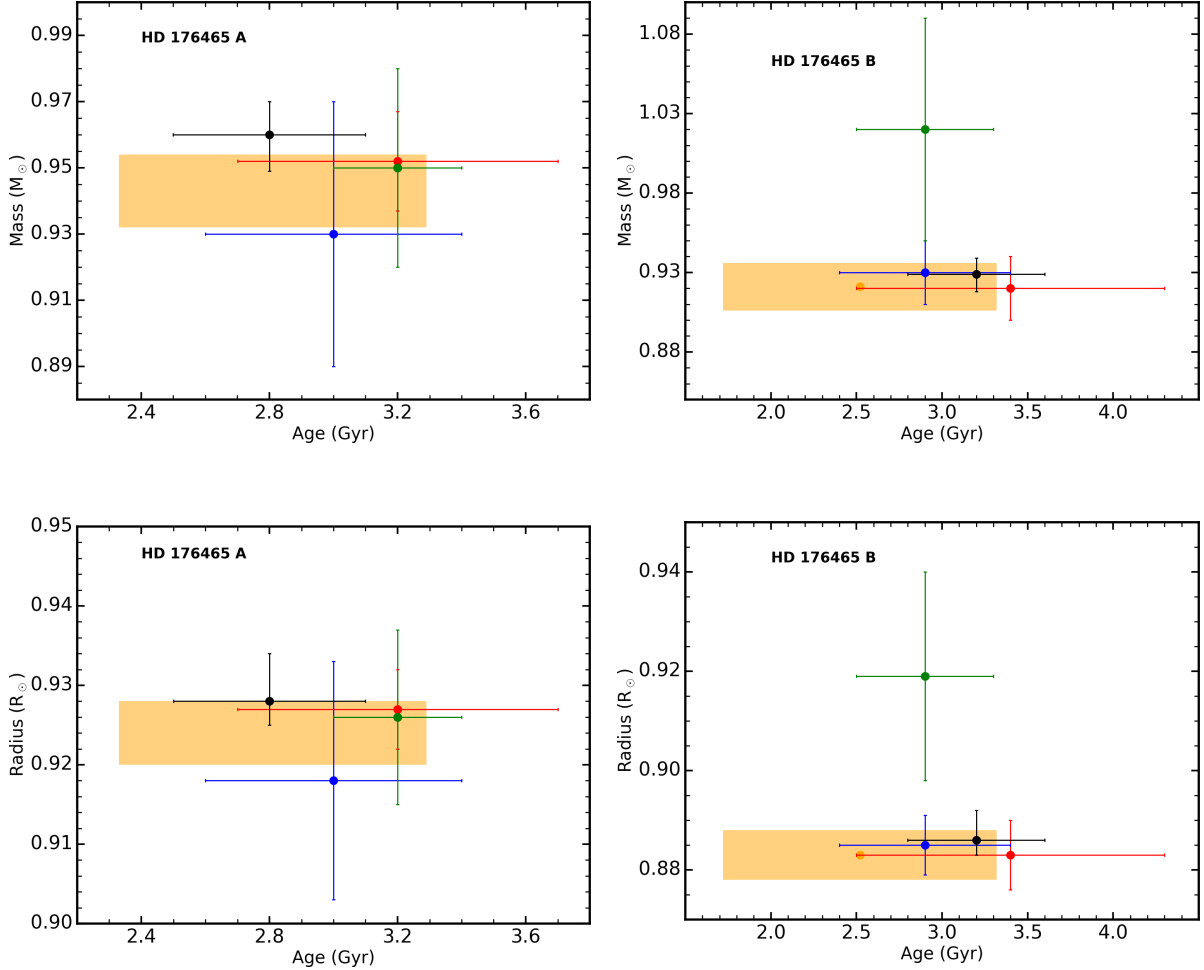 HD 176465 A
0.99
0.97
0.95
0.93
0.91
0.89
Mass (M☉)
2.4 2.8 3.2 3.6
Age (Gyr)
HD 176465 B
1.08
1.03
0.98
0.93
0.88
Mass (M☉)
2.0 2.5 3.0 3.5 4.0
Age (Gyr)
HD 176465 A
0.95
0.94
0.93
0.92
0.91
0.90
Radius (R☉)
2.4 2.8 3.2 3.6
Age (Gyr)
HD 176465 B
0.94
0.92
0.90
0.88
Radius (R☉)
2.0 2.5 3.0 3.5 4.0
Age (Gyr)